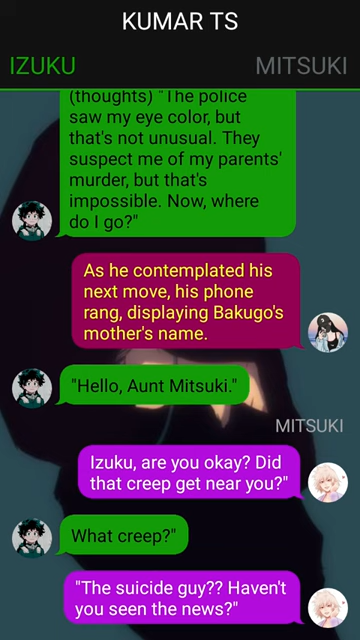 KUMAR TS
IZUKU MITSUKI
(thoughts) "The police
saw my eye color, but
that's not unusual. They
suspect me of my parents'
murder, but that's
impossible. Now, where
do I go?"
As he contemplated his
next move, his phone
rang, displaying Bakugo's
mother's name.
"Hello, Aunt Mitsuki."
MITSUKI
Izuku, are you okay? Did
that creep get near you?"
What creep?"
"The suicide guy?? Haven't
you seen the news?"